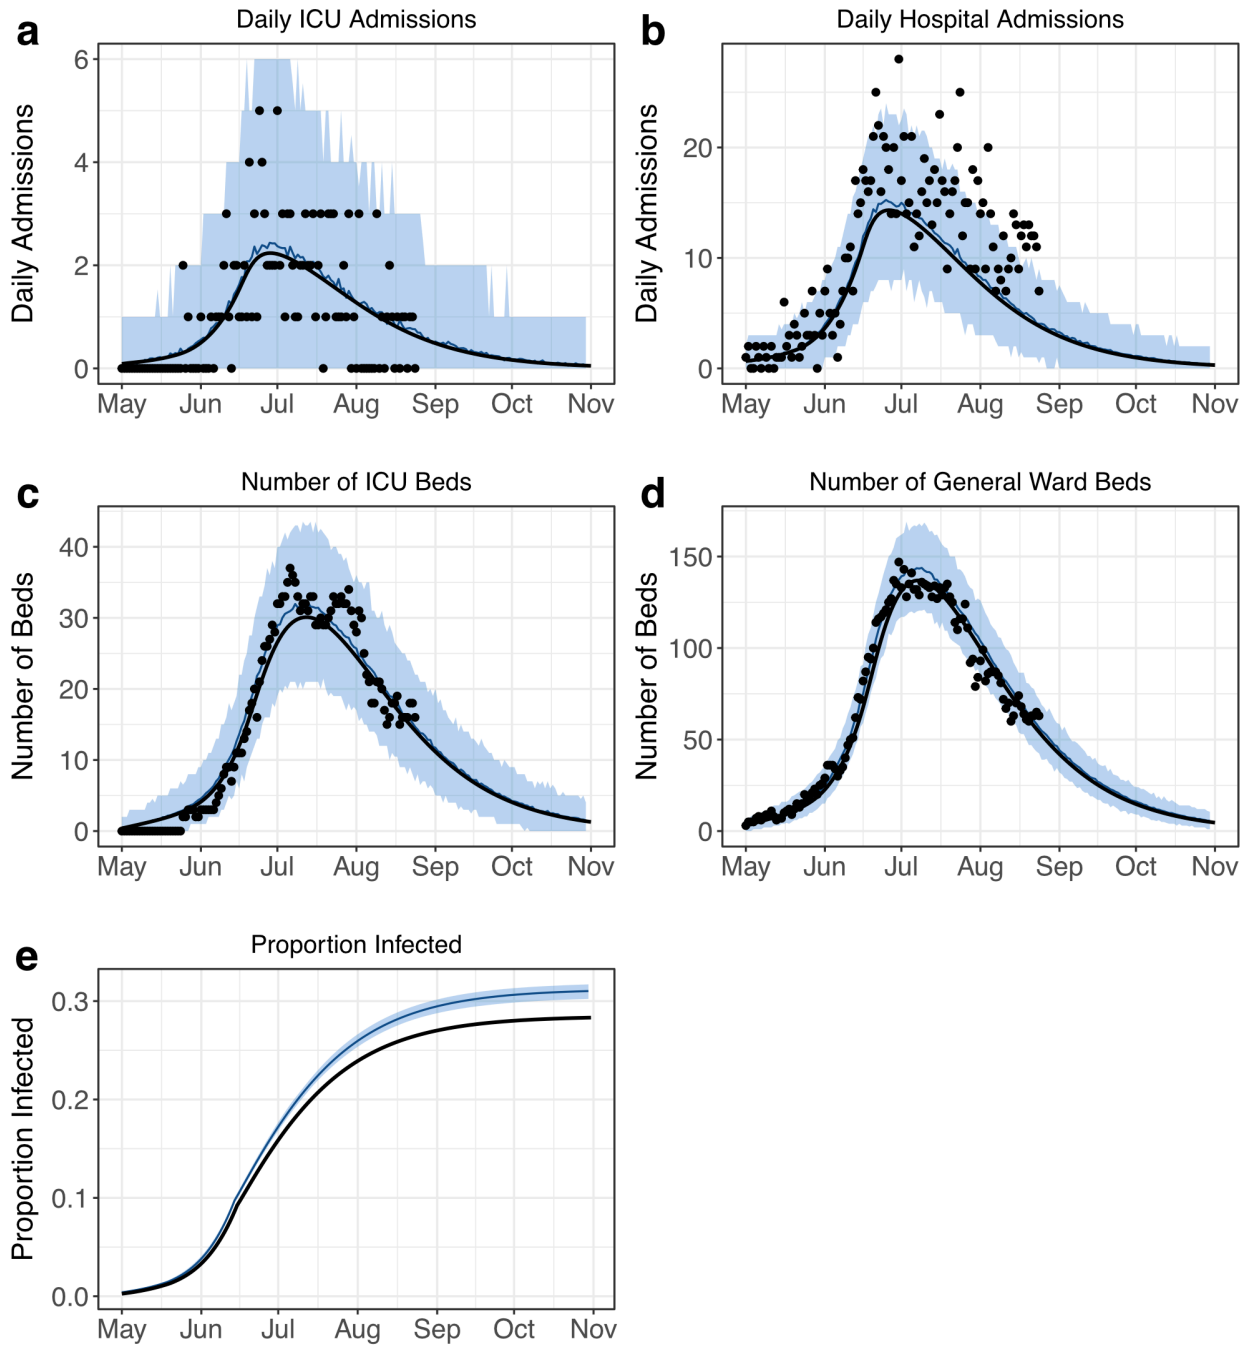 a
Daily ICU Admissions
Daily Admissions
6
4
2
0
May Jun Jul Aug Sep Oct Nov
b
Daily Hospital Admissions
Daily Admissions
20
10
0
May Jun Jul Aug Sep Oct Nov
c
Number of ICU Beds
Number of Beds
40
30
20
10
0
May Jun Jul Aug Sep Oct Nov
d
Number of General Ward Beds
Number of Beds
150
100
50
0
May Jun Jul Aug Sep Oct Nov
e
Proportion Infected
Proportion Infected
0.3
0.2
0.1
0.0
May Jun Jul Aug Sep Oct Nov